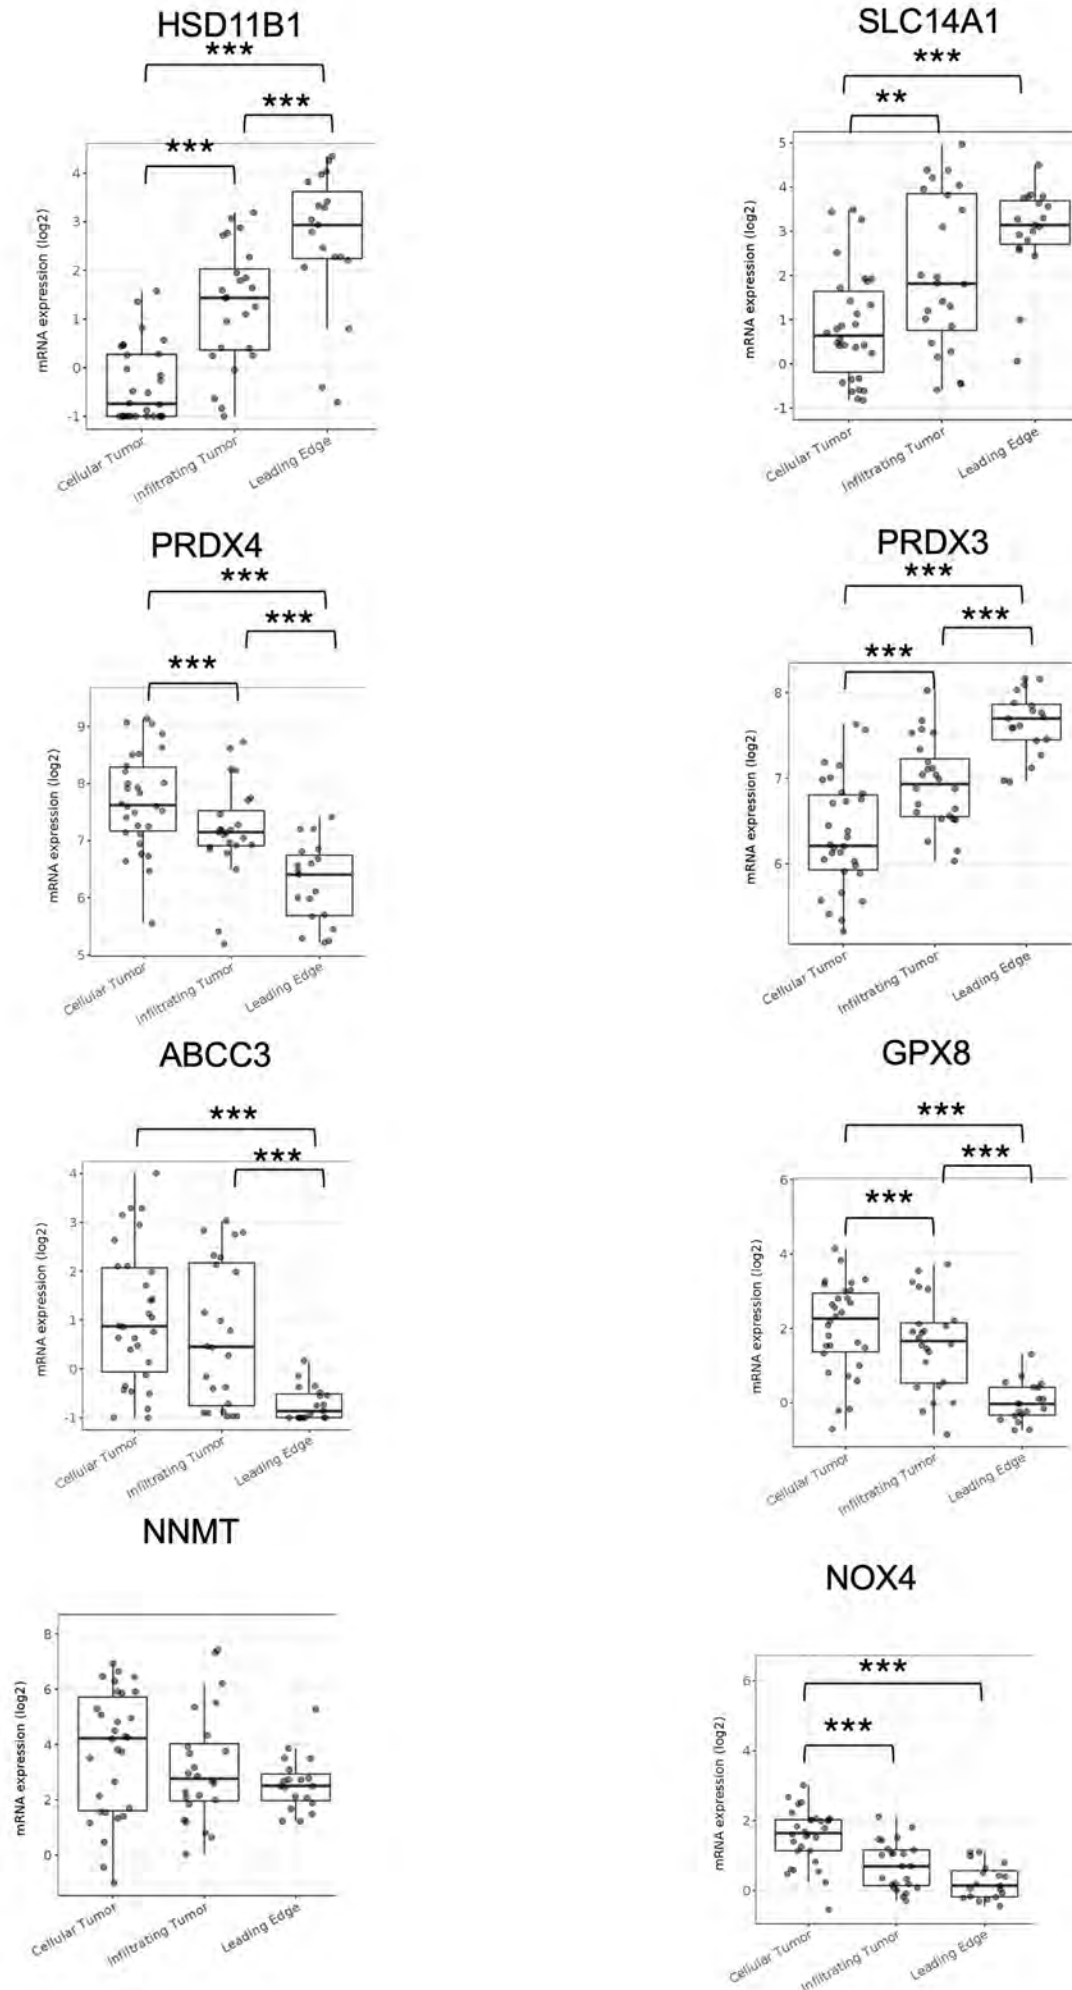 HSD11B1
***
***
***
mRNA expression (log2)
4
3
2
1
0
-1
Cellular Tumor
Infiltrating Tumor
Leading Edge
SLC14A1
***
**
mRNA expression (log2)
5
4
3
2
1
0
-1
Cellular Tumor
Infiltrating Tumor
Leading Edge
PRDX4
***
***
***
mRNA expression (log2)
9
8
7
6
5
Cellular Tumor
Infiltrating Tumor
Leading Edge
PRDX3
***
***
***
mRNA expression (log2)
8
7
6
Cellular Tumor
Infiltrating Tumor
Leading Edge
ABCC3
***
***
mRNA expression (log2)
4
3
2
1
0
-1
Cellular Tumor
Infiltrating Tumor
Leading Edge
GPX8
***
***
***
mRNA expression (log2)
6
4
2
0
Cellular Tumor
Infiltrating Tumor
Leading Edge
NNMT
mRNA expression (log2)
8
6
4
2
0
Cellular Tumor
Infiltrating Tumor
Leading Edge
NOX4
***
***
mRNA expression (log2)
6
4
2
0
Cellular Tumor
Infiltrating Tumor
Leading Edge